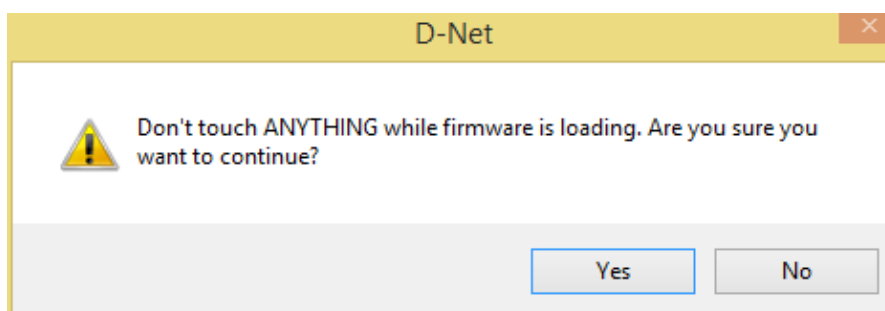 D-Net
Don't touch ANYTHING while firmware is loading. Are you sure you
want to continue?
Yes
No